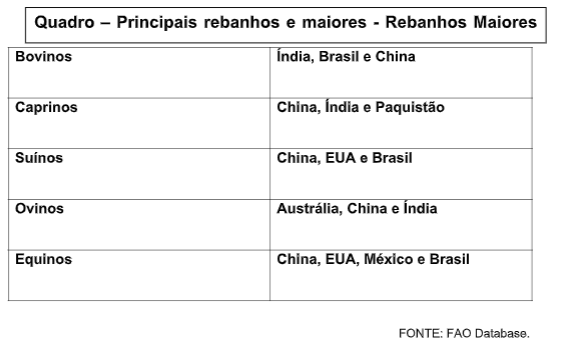 Quadro – Principais rebanhos e maiores - Rebanhos Maiores
Bovinos Índia, Brasil e China
Caprinos China, Índia e Paquistão
Suínos China, EUA e Brasil
Ovinos Austrália, China e Índia
Equinos China, EUA, México e Brasil
FONTE: FAO Database.